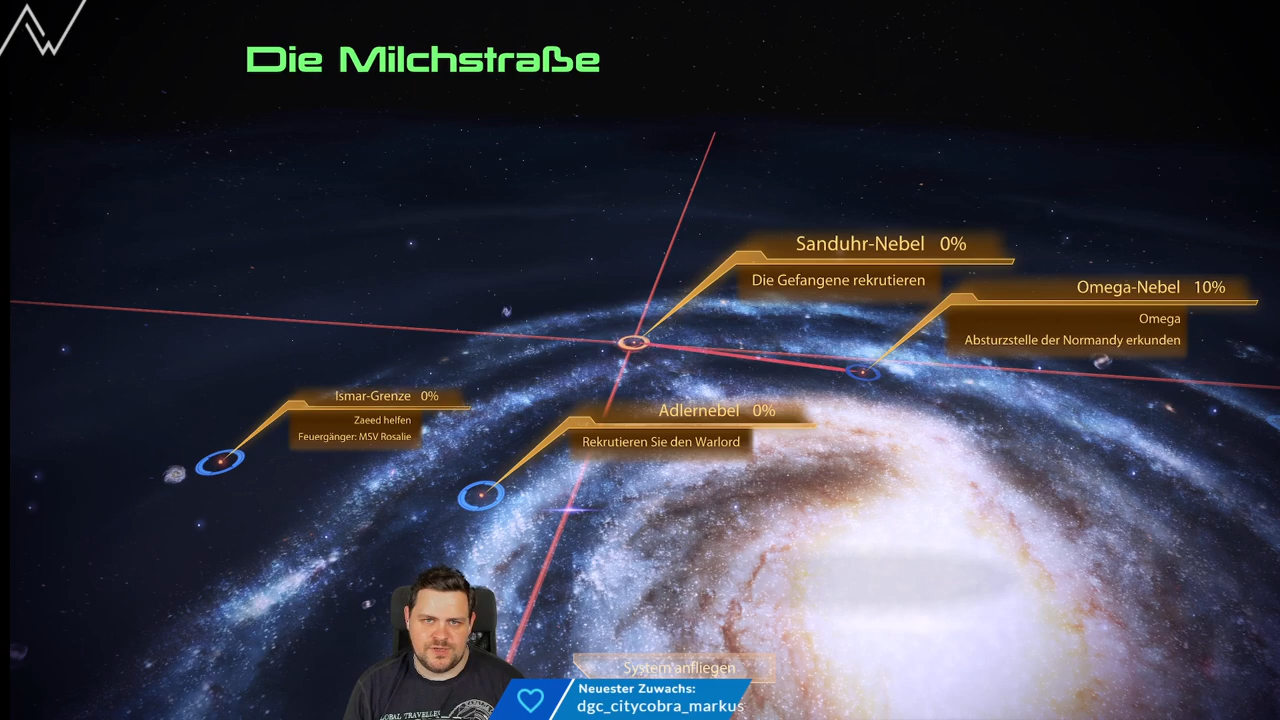 Die Milchstraße
Sanduhr-Nebel 0%
Die Gefangene rekrutieren
Omega-Nebel 10%
Omega
Absturzstelle der Normandy erkunden
Ismar-Grenze 0%
Zaeed helfen
Feuergänger: MSV Rosalie
Adlernebel 0%
Rekrutieren Sie den Warlord
System anfliegen
Neuester Zuwachs:
dgc_citycobra_markus